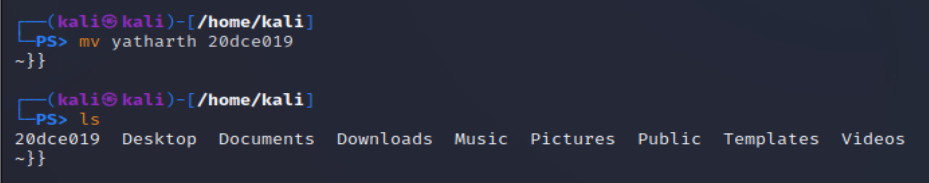 ┌──(kali㉿kali)-[/home/kali]
└─PS> mv yatharth 20dce019
~}}
┌──(kali㉿kali)-[/home/kali]
└─PS> ls
20dce019  Desktop  Documents  Downloads  Music  Pictures  Public  Templates  Videos
~}}